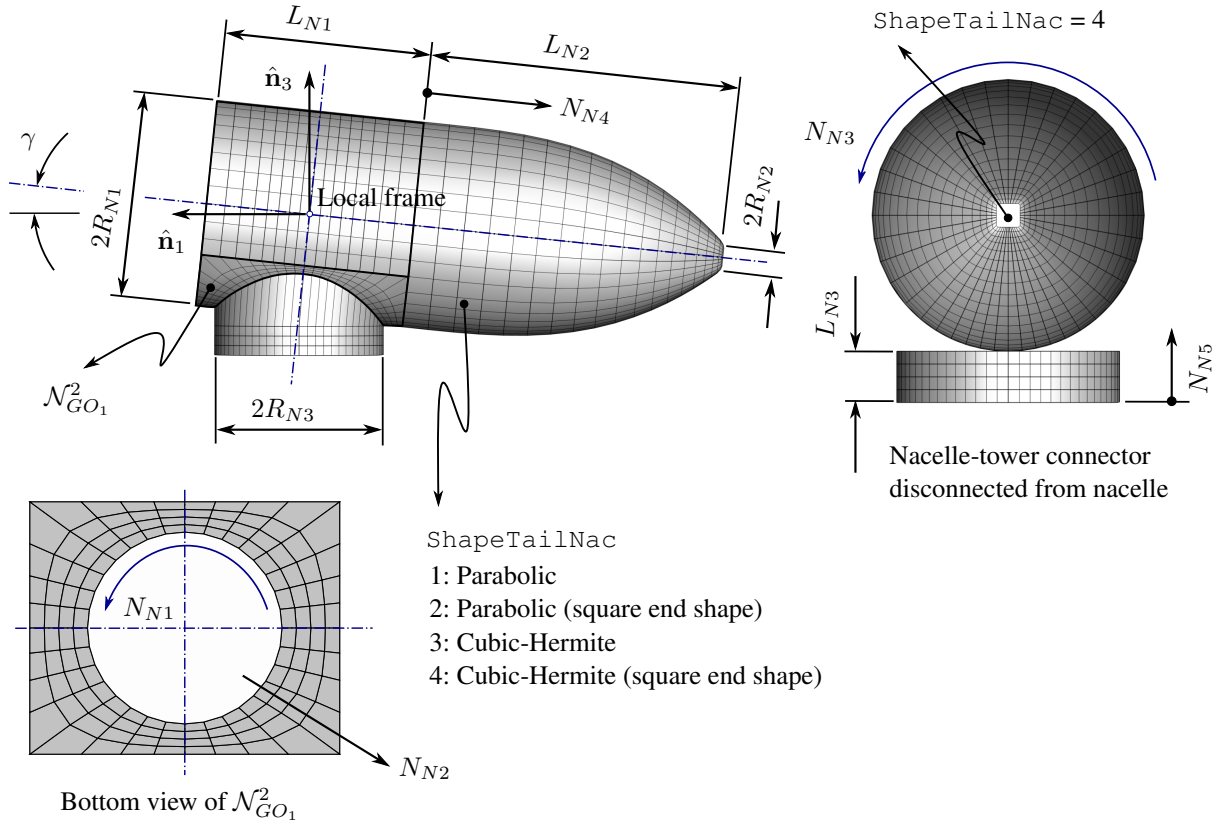 L_{N1}
L_{N2}
ShapeTailNac = 4
n̂_3
N_{N4}
N_{N3}
γ
2R_{N1}
Local frame
2R_{N2}
n̂_1
L_{N3}
N_{N5}
𝒩^2_{GO_1}
2R_{N3}
Nacelle-tower connector
disconnected from nacelle
ShapeTailNac
1: Parabolic
2: Parabolic (square end shape)
3: Cubic-Hermite
4: Cubic-Hermite (square end shape)
N_{N1}
N_{N2}
Bottom view of 𝒩^2_{GO_1}